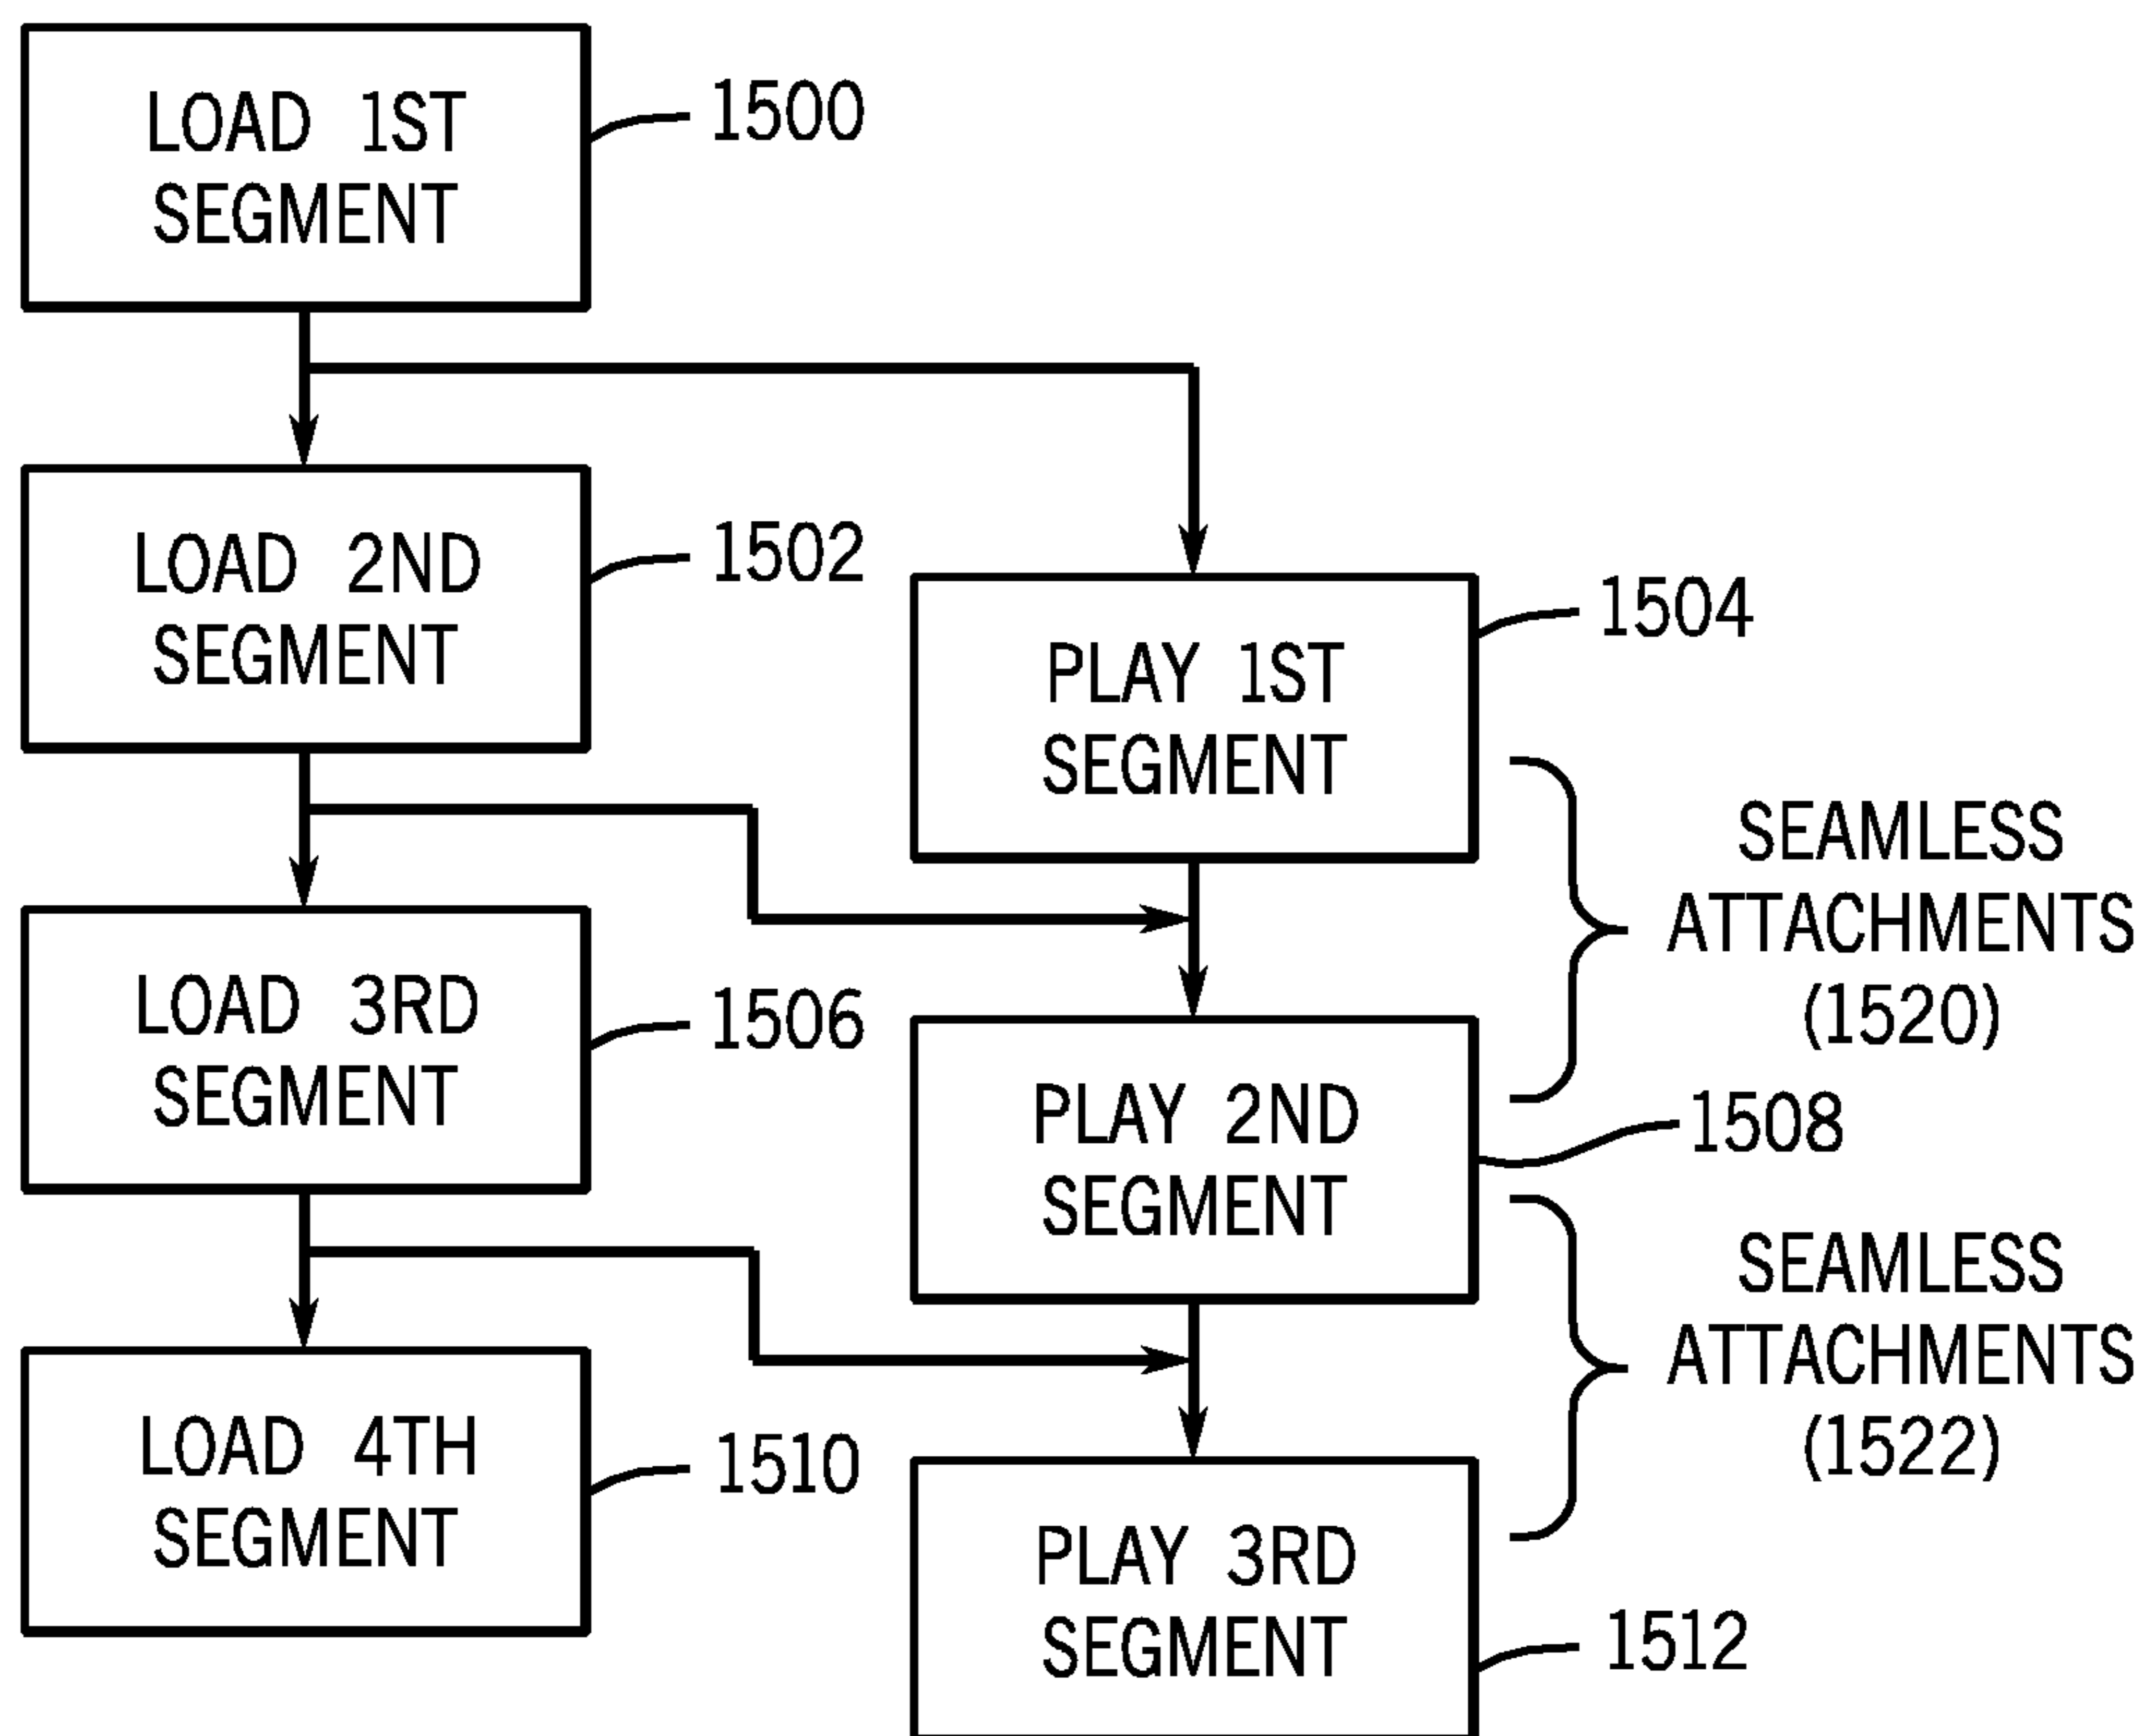 LOAD 1ST
SEGMENT
1500
LOAD 2ND
SEGMENT
1502
PLAY 1ST
SEGMENT
1504
SEAMLESS
ATTACHMENTS
(1520)
LOAD 3RD
SEGMENT
1506
PLAY 2ND
SEGMENT
1508
SEAMLESS
ATTACHMENTS
(1522)
LOAD 4TH
SEGMENT
1510
PLAY 3RD
SEGMENT
1512